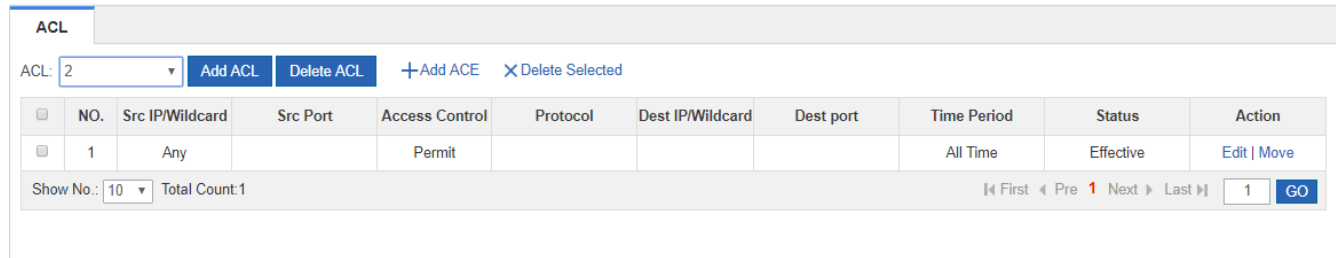 ACL
ACL: 2 Add ACL Delete ACL Add ACE Delete Selected
NO. Src IP/Wildcard Src Port Access Control Protocol Dest IP/Wildcard Dest port Time Period Status Action
1 Any Permit All Time Effective Edit | Move
Show No.: 10 Total Count:1 First Pre 1 Next Last 1 GO